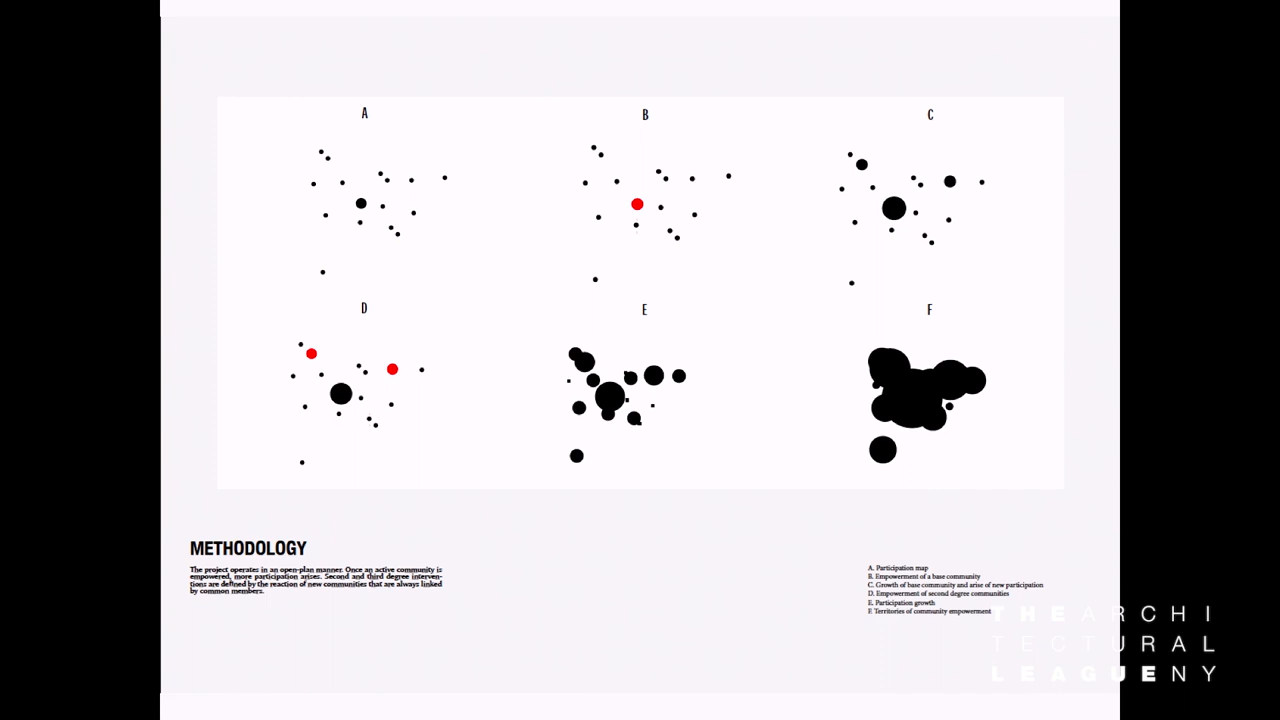 A
B
C
D
E
F
METHODOLOGY
The project operates in an open-plan manner. Once an active community is
empowered, more participation arises. Second and third degree interven-
tions are defined by the reaction of new communities that are always linked
by common members.
A. Participation map
B. Empowerment of a base community
C. Growth of base community and arise of new participation
D. Empowerment of second degree communities
E. Participation growth
F. Territories of community empowerment
THE ARCHI
TECTURAL
LEAGUE NY